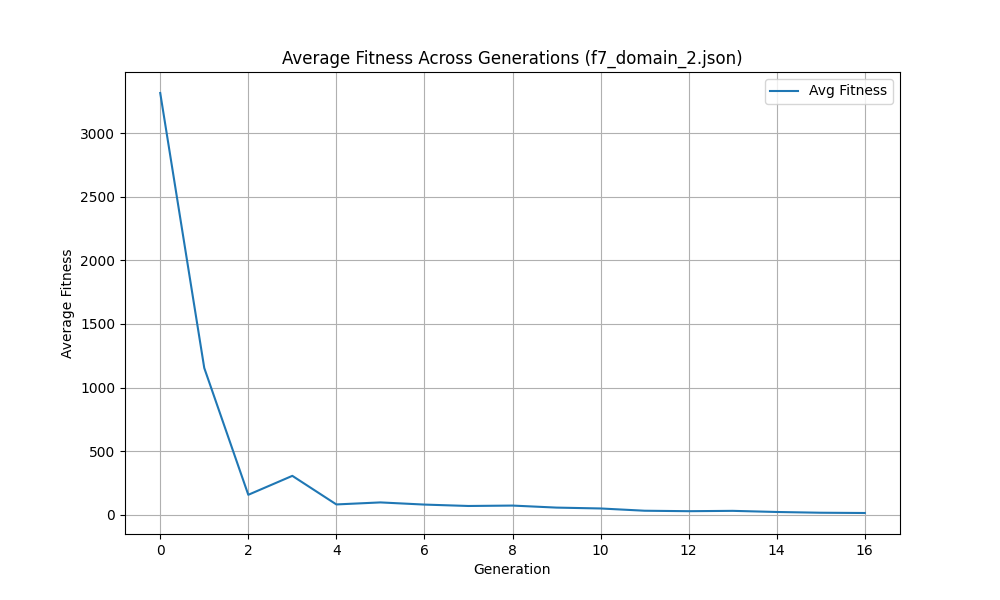 Average Fitness Across Generations (f7_domain_2.json)
Avg Fitness
3000
2500
2000
1500
1000
500
0
Average Fitness
0 2 4 6 8 10 12 14 16
Generation